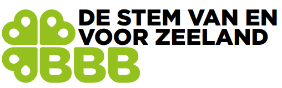 DE STEM VAN EN
VOOR ZEELAND
BBB